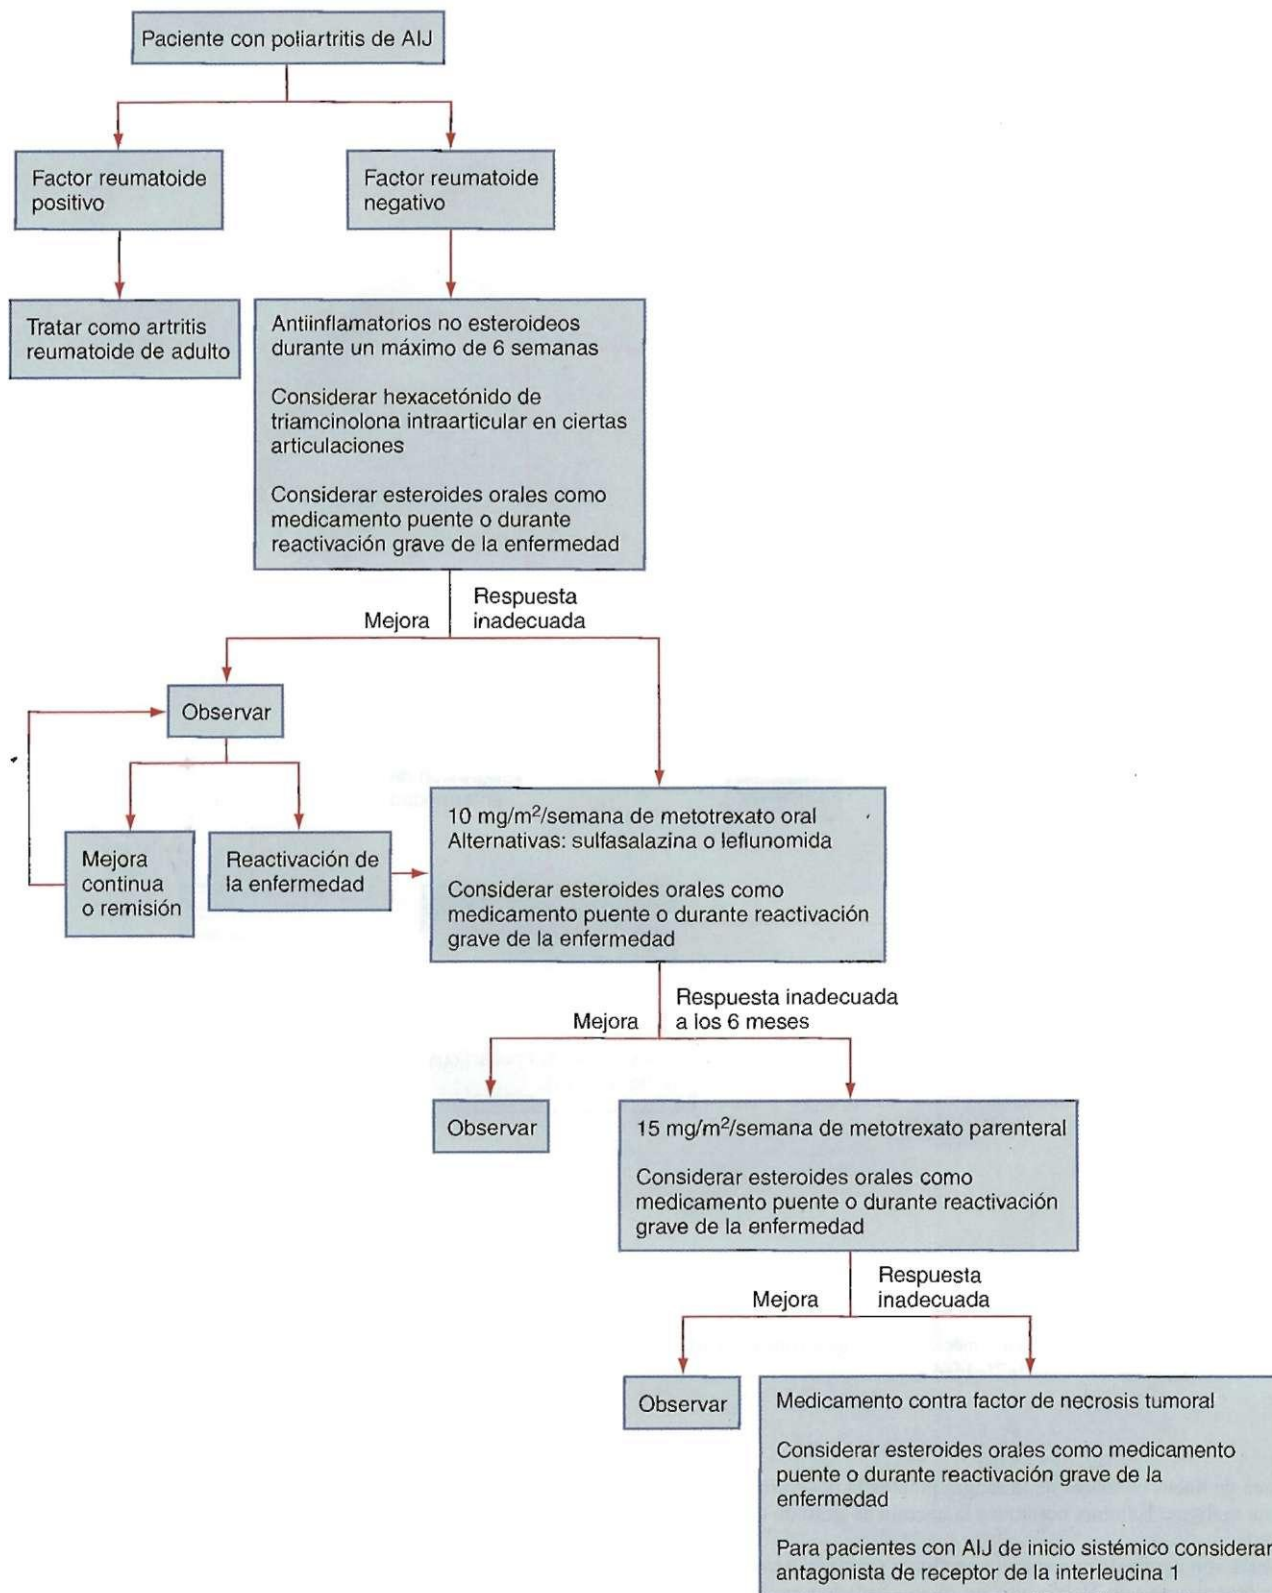 Paciente con poliartritis de AIJ
Factor reumatoide
positivo
Factor reumatoide
negativo
Tratar como artritis
reumatoide de adulto
Antiinflamatorios no esteroideos
durante un máximo de 6 semanas
Considerar hexacetónido de
triamcinolona intraarticular en ciertas
articulaciones
Considerar esteroides orales como
medicamento puente o durante
reactivación grave de la enfermedad
Mejora
Respuesta
inadecuada
Observar
Mejora
continua
o remisión
Reactivación de
la enfermedad
10 mg/m²/semana de metotrexato oral
Alternativas: sulfasalazina o leflunomida
Considerar esteroides orales como
medicamento puente o durante reactivación
grave de la enfermedad
Mejora
Respuesta inadecuada
a los 6 meses
Observar
15 mg/m²/semana de metotrexato parenteral
Considerar esteroides orales como
medicamento puente o durante reactivación
grave de la enfermedad
Mejora
Respuesta
inadecuada
Observar
Medicamento contra factor de necrosis tumoral
Considerar esteroides orales como medicamento
puente o durante reactivación grave de la
enfermedad
Para pacientes con AIJ de inicio sistémico considerar
antagonista de receptor de la interleucina 1